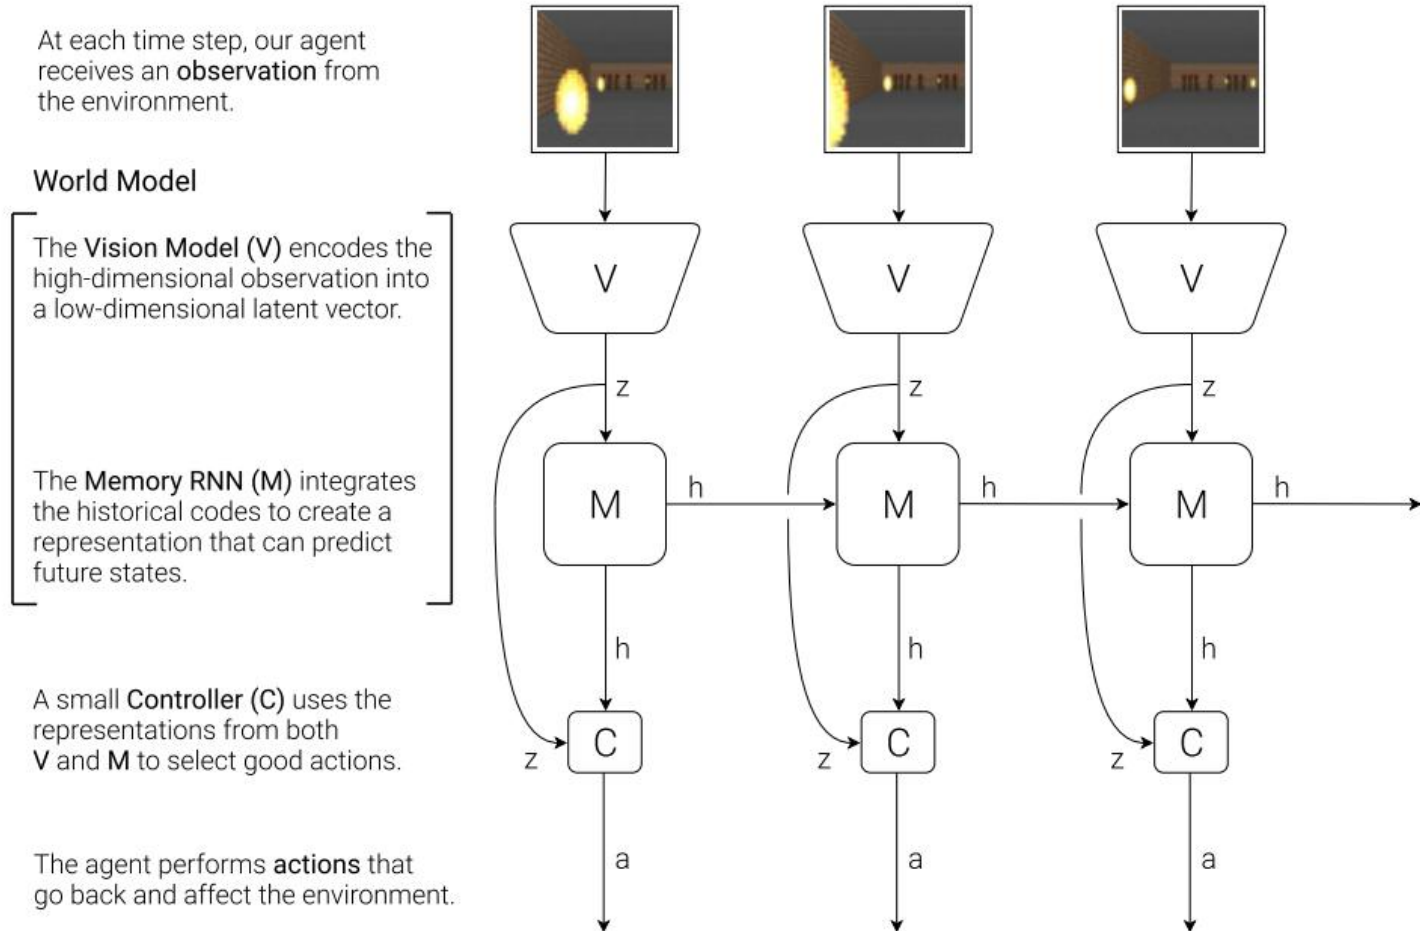 At each time step, our agent
receives an observation from
the environment.
World Model
The Vision Model (V) encodes the
high-dimensional observation into
a low-dimensional latent vector.
V V V
z z z
The Memory RNN (M) integrates
the historical codes to create a
representation that can predict
future states.
M h M h M h
h h h
A small Controller (C) uses the
representations from both
V and M to select good actions.
C C C
z z z
The agent performs actions that
go back and affect the environment.
a a a